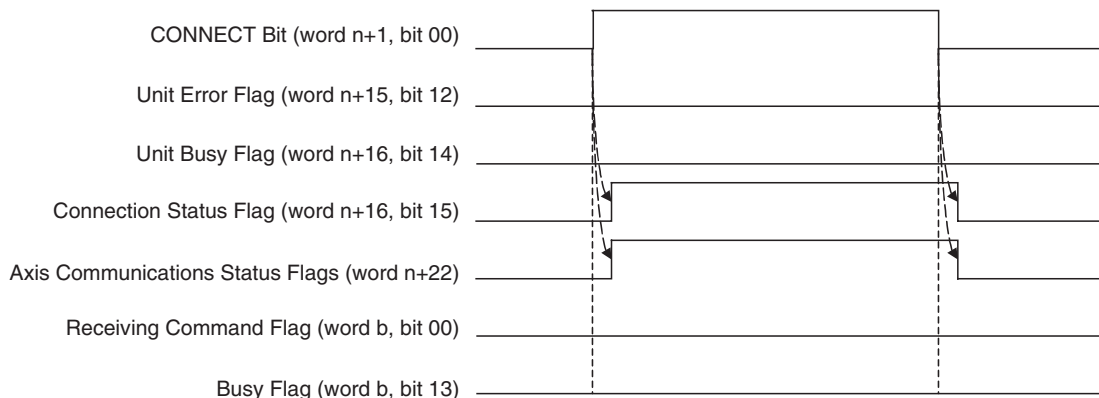 CONNECT Bit (word n+1, bit 00)
Unit Error Flag (word n+15, bit 12)
Unit Busy Flag (word n+16, bit 14)
Connection Status Flag (word n+16, bit 15)
Axis Communications Status Flags (word n+22)
Receiving Command Flag (word b, bit 00)
Busy Flag (word b, bit 13)